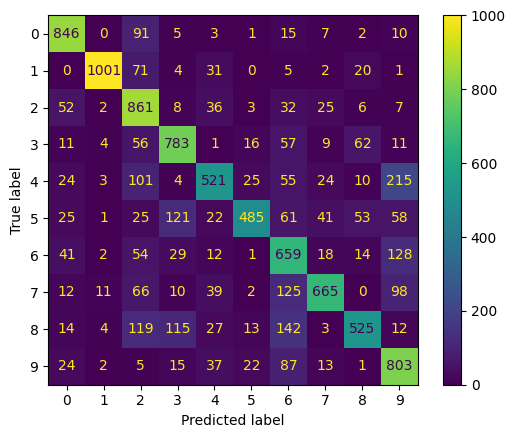 0 846 0 91 5 3 1 15 7 2 10
1 0 1001 71 4 31 0 5 2 20 1
2 52 2 861 8 36 3 32 25 6 7
3 11 4 56 783 1 16 57 9 62 11
4 24 3 101 4 521 25 55 24 10 215
5 25 1 25 121 22 485 61 41 53 58
6 41 2 54 29 12 1 659 18 14 128
7 12 11 66 10 39 2 125 665 0 98
8 14 4 119 115 27 13 142 3 525 12
9 24 2 5 15 37 22 87 13 1 803
0 1 2 3 4 5 6 7 8 9
Predicted label
True label
1000
800
600
400
200
0